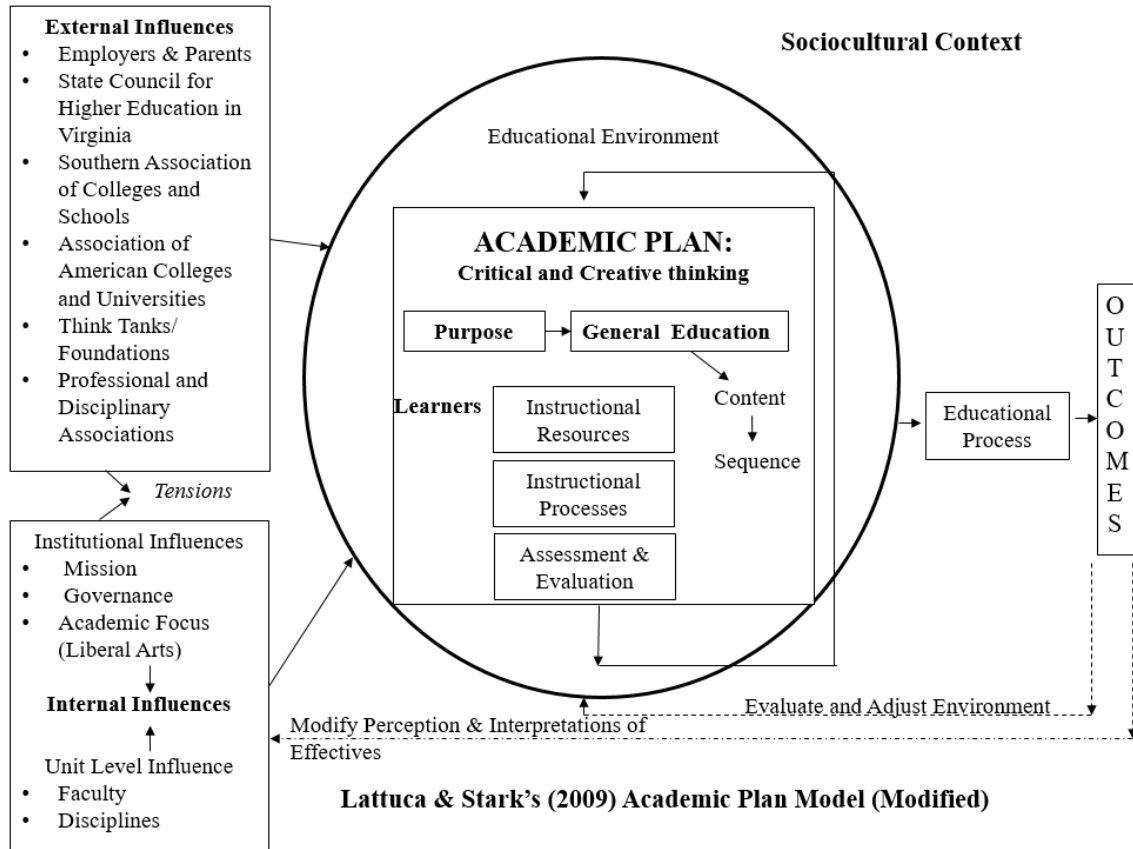 External Influences
• Employers & Parents
• State Council for
Higher Education in
Virginia
• Southern Association
of Colleges and
Schools
• Association of
American Colleges
and Universities
• Think Tanks/
Foundations
• Professional and
Disciplinary
Associations
Tensions
Institutional Influences
• Mission
• Governance
• Academic Focus
(Liberal Arts)
Internal Influences
Unit Level Influence
• Faculty
• Disciplines
Sociocultural Context
Educational Environment
ACADEMIC PLAN:
Critical and Creative thinking
Purpose
General Education
Content
Sequence
Learners
Instructional
Resources
Instructional
Processes
Assessment &
Evaluation
Educational
Process
OUTCOMES
Evaluate and Adjust Environment
Modify Perception & Interpretations of
Effectives
Lattuca & Stark's (2009) Academic Plan Model (Modified)